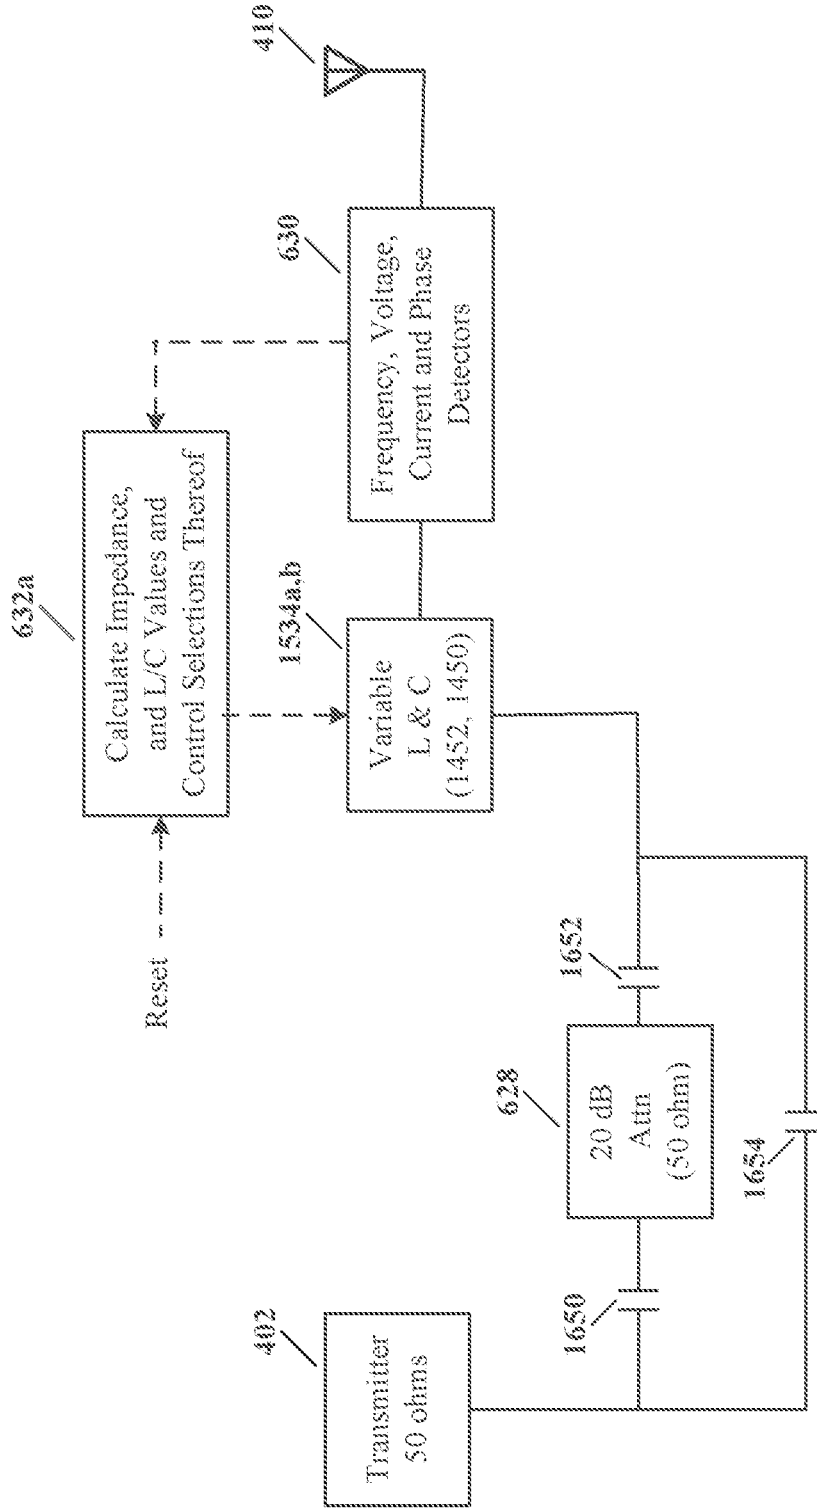 632a
Calculate Impedance,
and L/C Values and
Control Selections Thereof
Reset
402
Transmitter
50 ohms
1534a,b
Variable
L & C
(1452, 1450)
630
Frequency, Voltage,
Current and Phase
Detectors
410
1650
628
20 dB
Attn
(50 ohm)
1652
1654